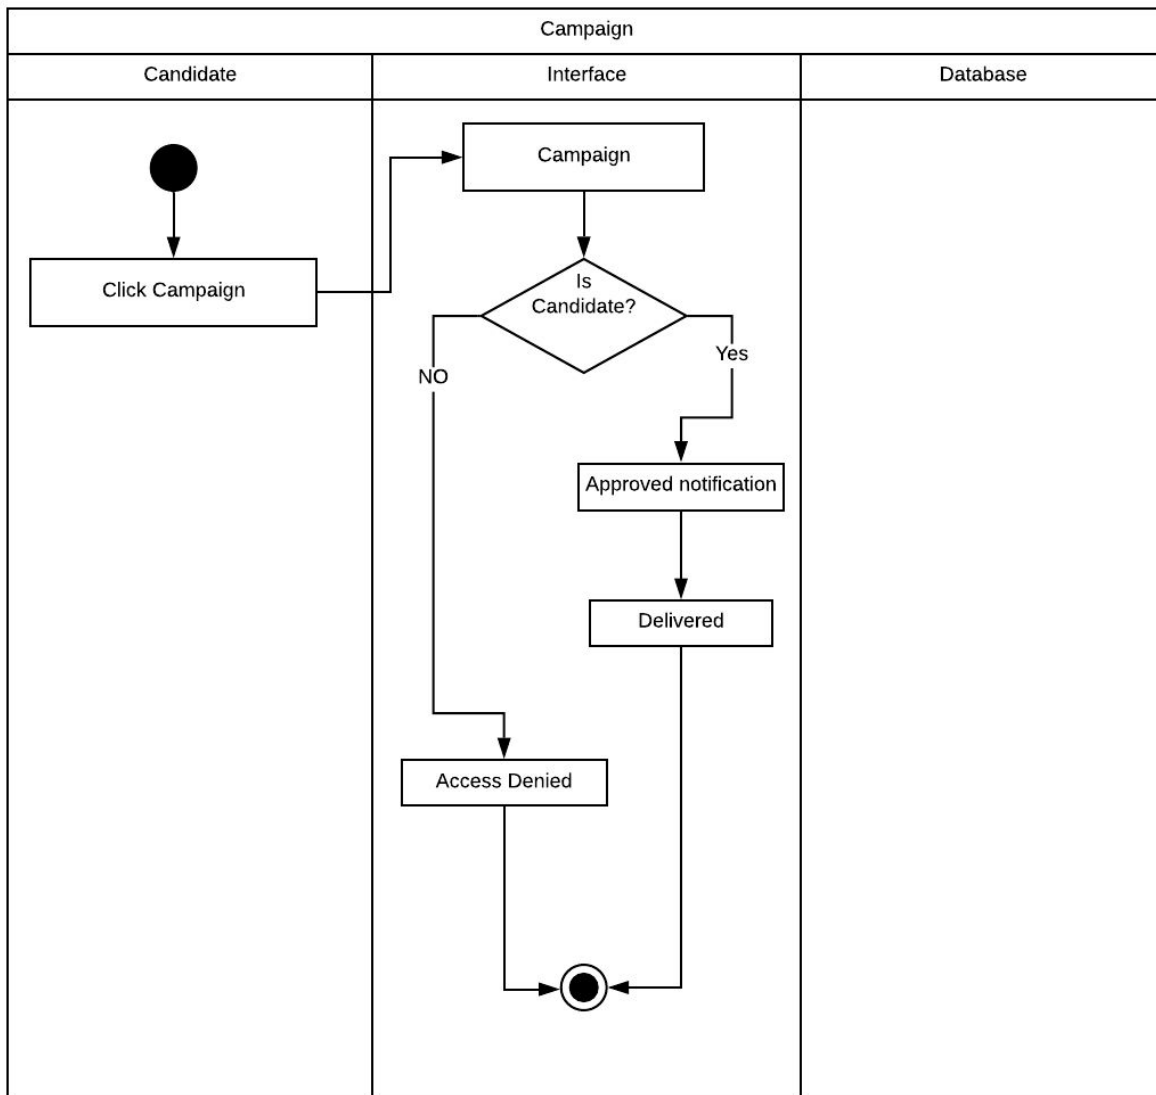 Campaign
Candidate
Interface
Database
Campaign
Click Campaign
Is
Candidate?
Yes
NO
Approved notification
Delivered
Access Denied